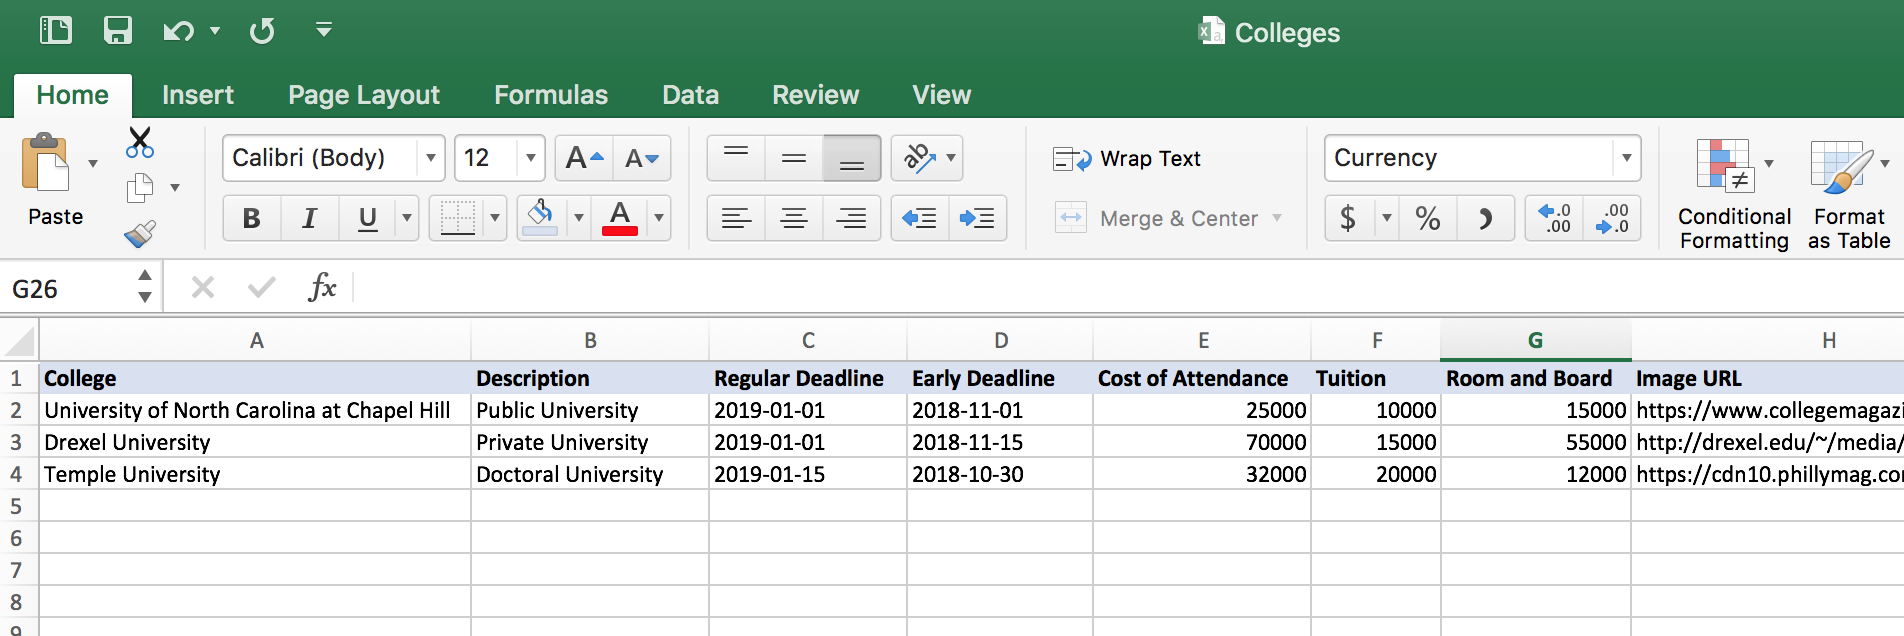 Colleges
Home Insert Page Layout Formulas Data Review View
Calibri (Body) 12 A A ab Wrap Text Currency
Paste B I U A Merge & Center $ % .0 .00 .00 .0 Conditional Formatting Format as Table
G26 fx
A B C D E F G H
1 College Description Regular Deadline Early Deadline Cost of Attendance Tuition Room and Board Image URL
2 University of North Carolina at Chapel Hill Public University 2019-01-01 2018-11-01 25000 10000 15000 https://www.collegemagazi
3 Drexel University Private University 2019-01-01 2018-11-15 70000 15000 55000 http://drexel.edu/~/media/
4 Temple University Doctoral University 2019-01-15 2018-10-30 32000 20000 12000 https://cdn10.phillymag.co
5
6
7
8
9